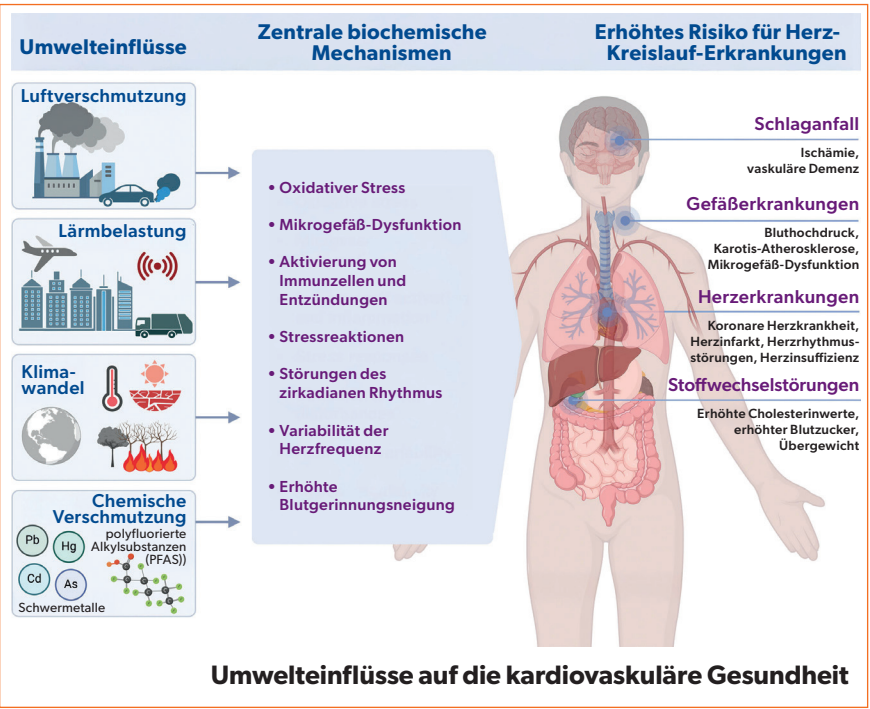 Umwelteinflüsse
Zentrale biochemische
Mechanismen
Erhöhtes Risiko für Herz-
Kreislauf-Erkrankungen
Luftverschmutzung
Lärmbelastung
Klima-
wandel
Chemische
Verschmutzung
polyfluorierte
Alkylsubstanzen
(PFAS))
Pb
Hg
Cd
As
Schwermetalle
• Oxidativer Stress
• Mikrogefäß-Dysfunktion
• Aktivierung von
Immunzellen und
Entzündungen
• Stressreaktionen
• Störungen des
zirkadianen Rhythmus
• Variabilität der
Herzfrequenz
• Erhöhte
Blutgerinnungsneigung
Schlaganfall
Ischämie,
vaskuläre Demenz
Gefäßerkrankungen
Bluthochdruck,
Karotis-Atherosklerose,
Mikrogefäß-Dysfunktion
Herzerkrankungen
Koronare Herzkrankheit,
Herzinfarkt, Herzrhythmus-
störungen, Herzinsuffizienz
Stoffwechselstörungen
Erhöhte Cholesterinwerte,
erhöhter Blutzucker,
Übergewicht
Umwelteinflüsse auf die kardiovaskuläre Gesundheit